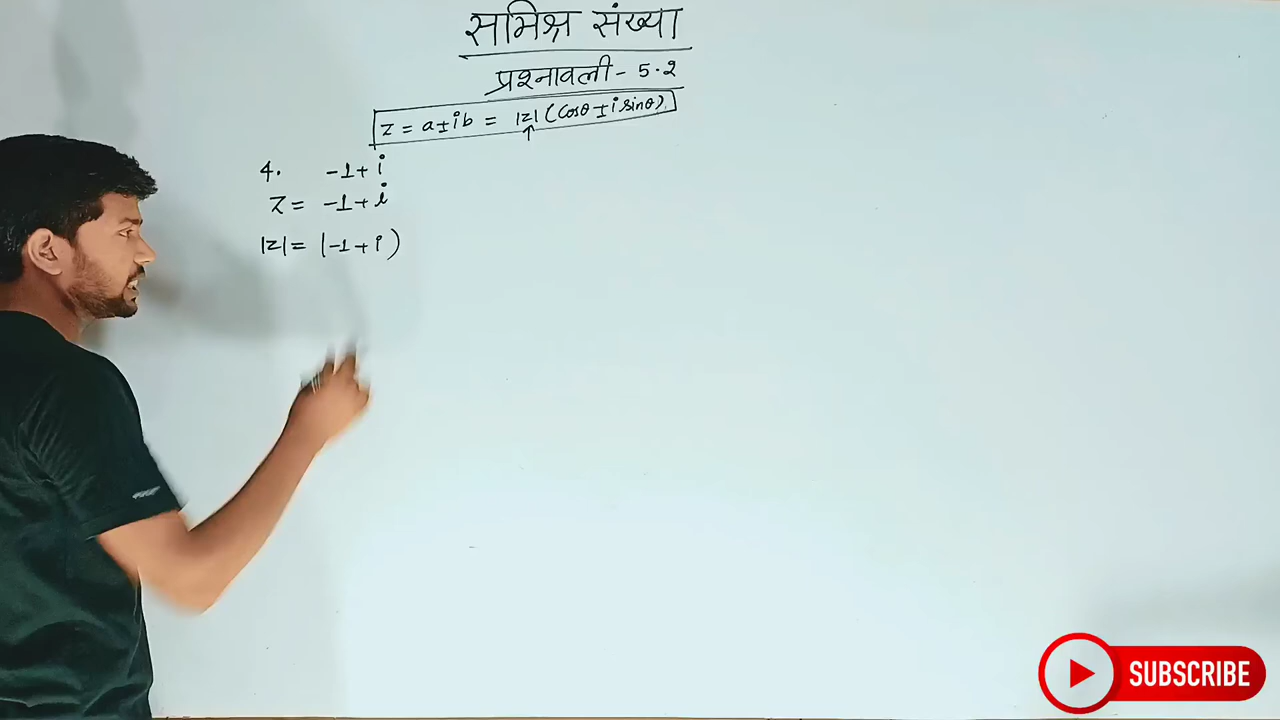 समिश्र संख्या
प्रश्नावली - 5.2
z = a ± ib = |z| (cosθ ± i sinθ).
4. -1 + i
z = -1 + i
|z| = |-1 + i)
SUBSCRIBE